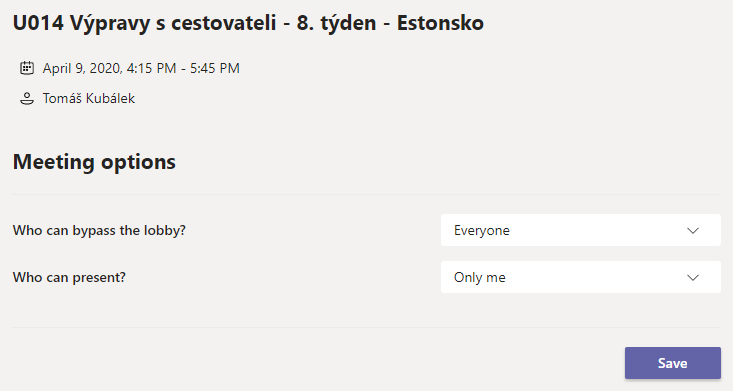 U014 Výpravy s cestovateli - 8. týden - Estonsko
April 9, 2020, 4:15 PM - 5:45 PM
Tomáš Kubálek
Meeting options
Who can bypass the lobby? Everyone
Who can present? Only me
Save